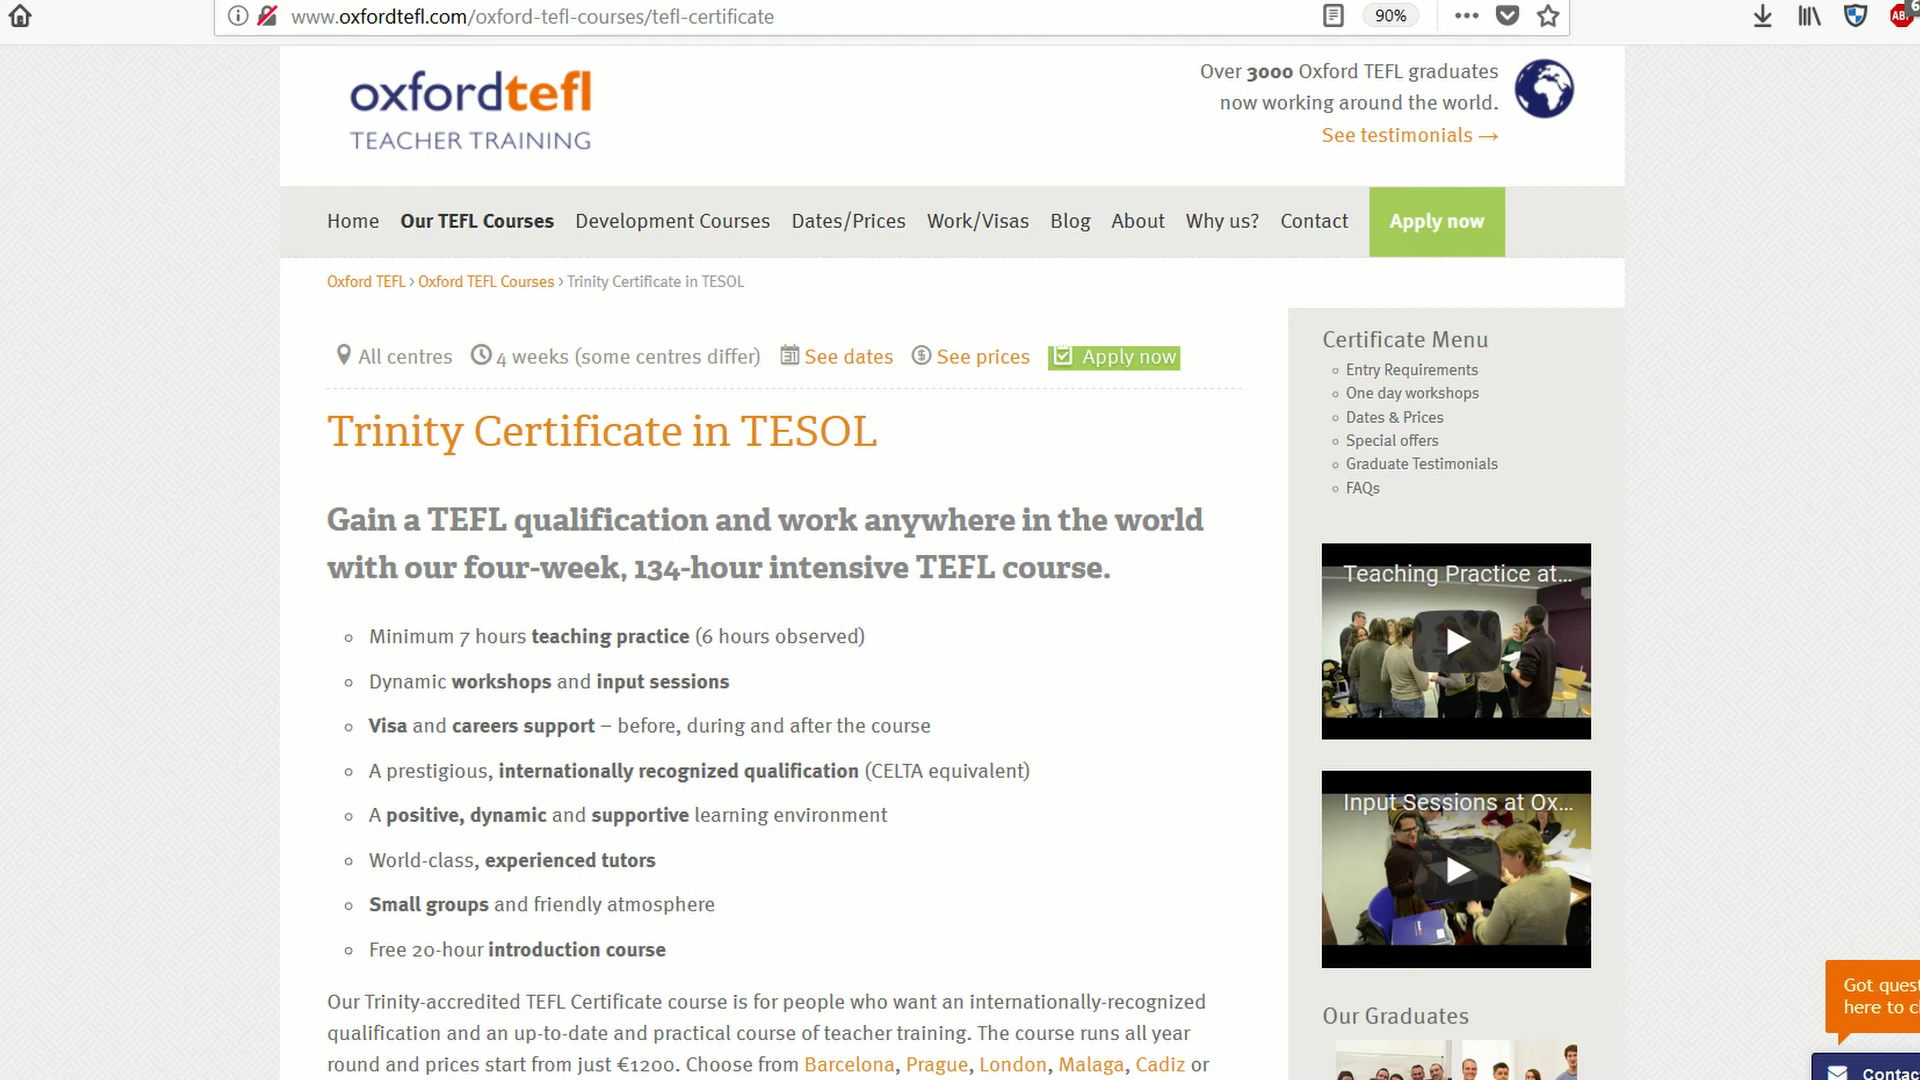 www.oxfordtefl.com/oxford-tefl-courses/tefl-certificate
90%
oxfordtefl
TEACHER TRAINING
Over 3000 Oxford TEFL graduates
now working around the world.
See testimonials →
Home Our TEFL Courses Development Courses Dates/Prices Work/Visas Blog About Why us? Contact Apply now
Oxford TEFL › Oxford TEFL Courses › Trinity Certificate in TESOL
All centres 4 weeks (some centres differ) See dates See prices Apply now
Trinity Certificate in TESOL
Gain a TEFL qualification and work anywhere in the world
with our four-week, 134-hour intensive TEFL course.
Minimum 7 hours teaching practice (6 hours observed)
Dynamic workshops and input sessions
Visa and careers support – before, during and after the course
A prestigious, internationally recognized qualification (CELTA equivalent)
A positive, dynamic and supportive learning environment
World-class, experienced tutors
Small groups and friendly atmosphere
Free 20-hour introduction course
Our Trinity-accredited TEFL Certificate course is for people who want an internationally-recognized
qualification and an up-to-date and practical course of teacher training. The course runs all year
round and prices start from just €1200. Choose from Barcelona, Prague, London, Malaga, Cadiz or
Certificate Menu
Entry Requirements
One day workshops
Dates & Prices
Special offers
Graduate Testimonials
FAQs
Teaching Practice at...
Input Sessions at Ox...
Our Graduates
Got quest
here to cl
Contac